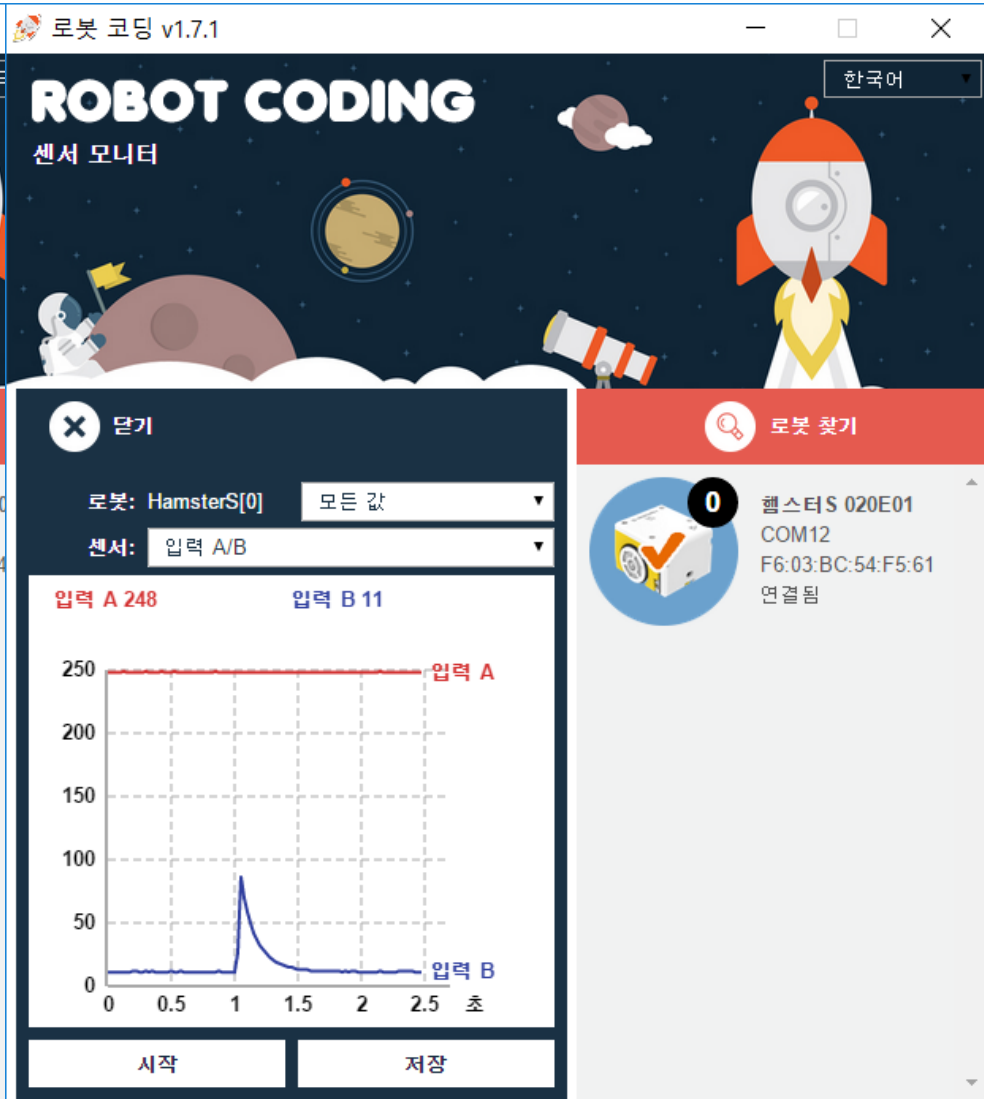 로봇 코딩 v1.7.1
한국어
ROBOT CODING
센서 모니터
닫기
로봇 찾기
로봇: HamsterS[0] 모든 값
센서: 입력 A/B
입력 A 248 입력 B 11
250 입력 A
200
150
100
50
0 입력 B
0 0.5 1 1.5 2 2.5 초
시작 저장
0
햄스터S 020E01
COM12
F6:03:BC:54:F5:61
연결됨